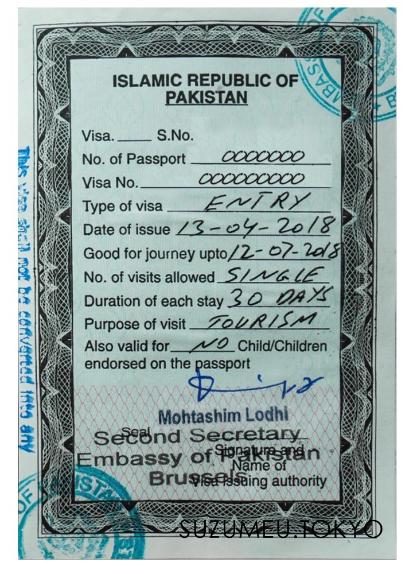 ISLAMIC REPUBLIC OF
PAKISTAN
Visa. ____ S.No.
No. of Passport 0000000
Visa No. 000000000
Type of visa ENTRY
Date of issue 13-04-2018
Good for journey upto 12-07-2018
No. of visits allowed SINGLE
Duration of each stay 30 DAYS
Purpose of visit TOURISM
Also valid for NO Child/Children
endorsed on the passport
Mohtashim Lodhi
Seal
Second Secretary
Signature and
Embassy of Pakistan
Name of
Brussels
Visa issuing authority
This visa shall not be converted into any
SUZUMEU.TOKYO